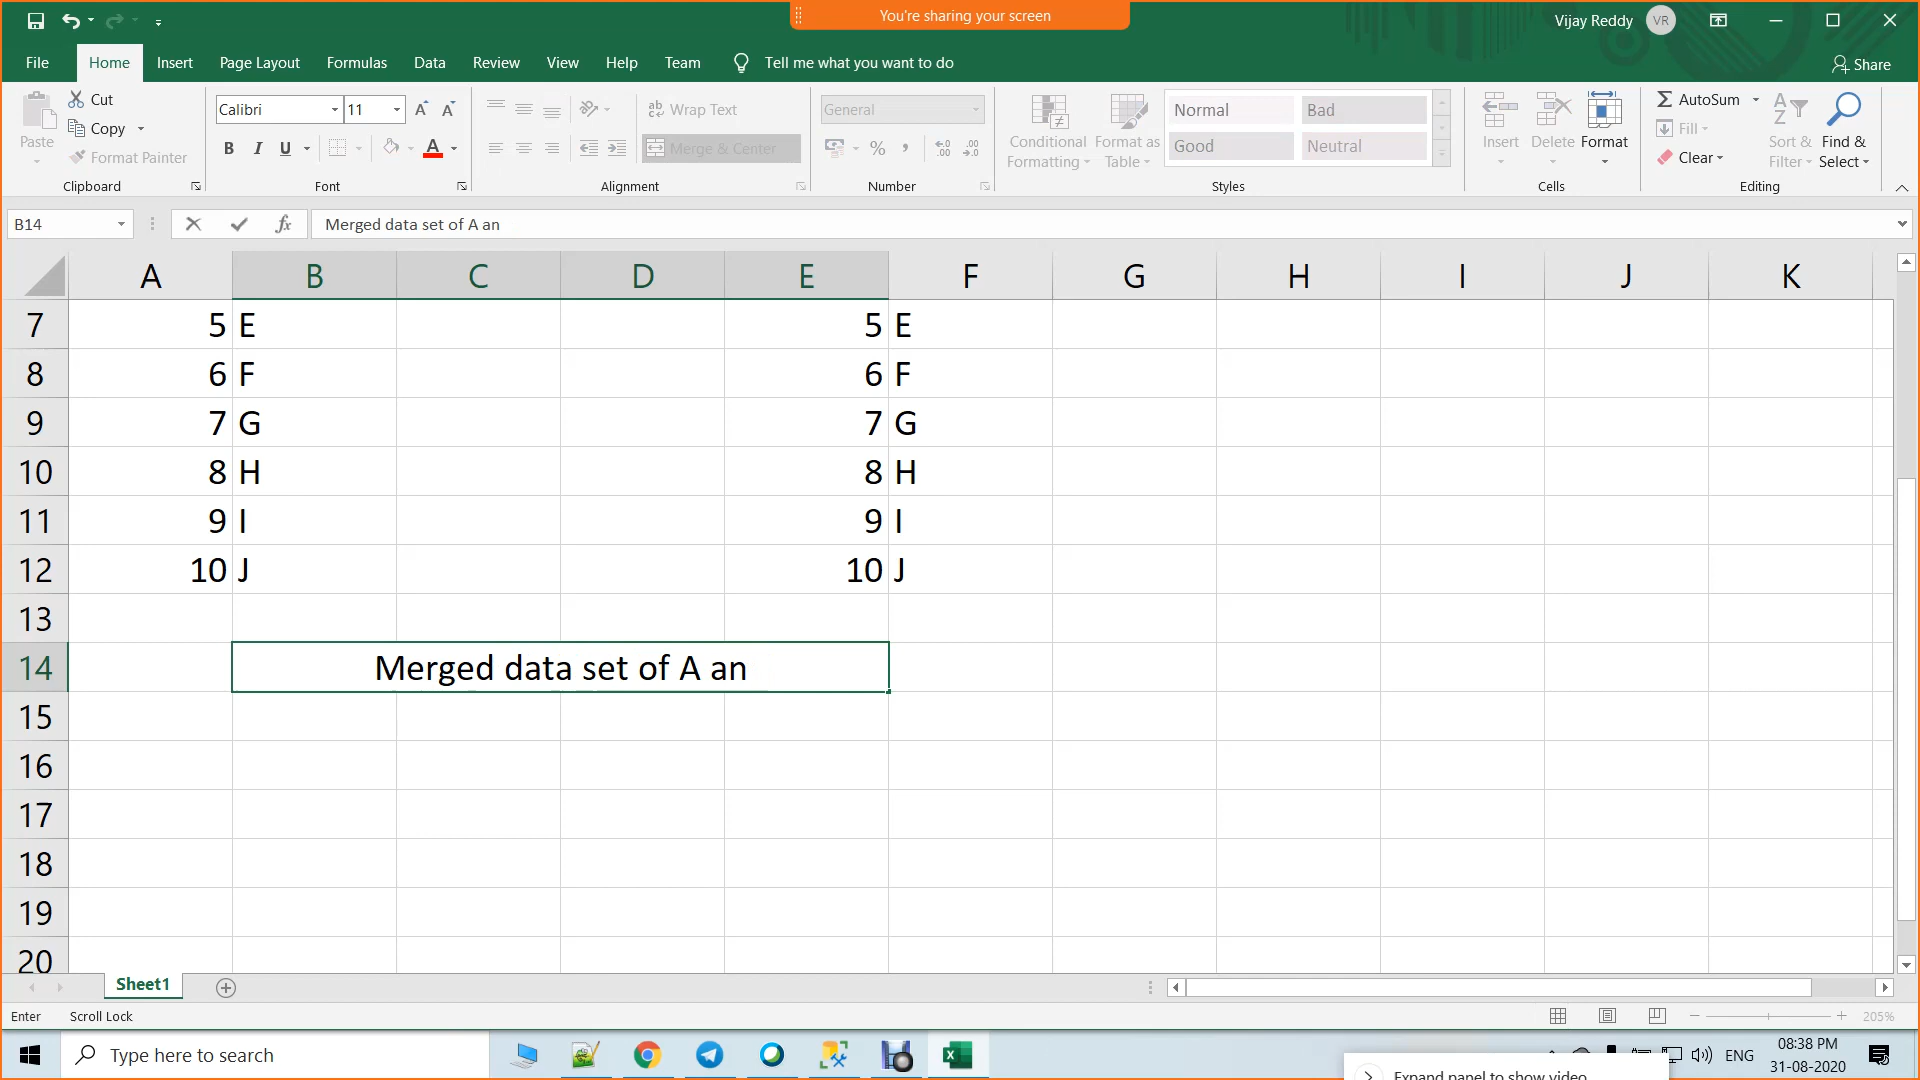 You're sharing your screen
Vijay Reddy VR
File Home Insert Page Layout Formulas Data Review View Help Team Tell me what you want to do Share
Cut
Copy
Format Painter
Paste
Clipboard
Calibri 11
B I U
Font
Wrap Text
Merge & Center
Alignment
General
Number
Conditional Formatting
Format as Table
Normal Bad
Good Neutral
Styles
Insert Delete Format
Cells
AutoSum
Fill
Clear
Sort & Filter
Find & Select
Editing
B14 fx Merged data set of A an
A B C D E F G H I J K
7 5 E 5 E
8 6 F 6 F
9 7 G 7 G
10 8 H 8 H
11 9 I 9 I
12 10 J 10 J
13
14 Merged data set of A an
15
16
17
18
19
20
Sheet1
Enter Scroll Lock 205%
Type here to search
ENG
08:38 PM
31-08-2020
Expand panel to show video